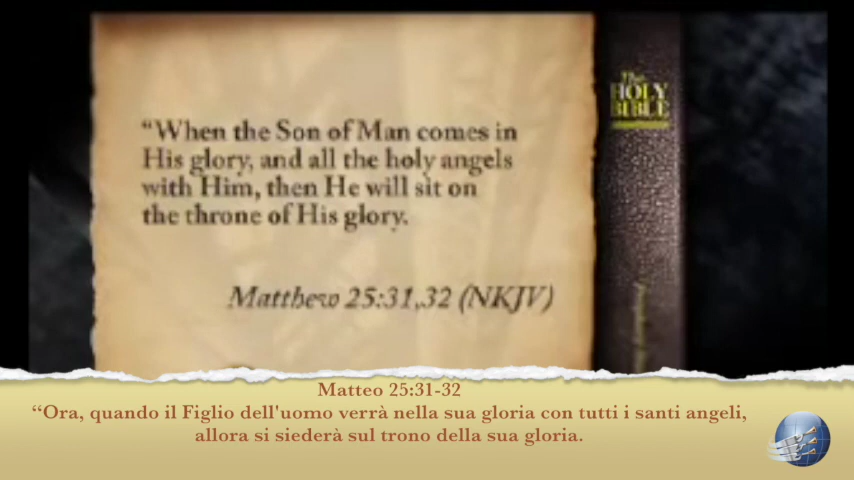 The
HOLY
BIBLE
“When the Son of Man comes in
His glory, and all the holy angels
with Him, then He will sit on
the throne of His glory.
Matthew 25:31,32 (NKJV)
Matteo 25:31-32
“Ora, quando il Figlio dell'uomo verrà nella sua gloria con tutti i santi angeli,
allora si siederà sul trono della sua gloria.